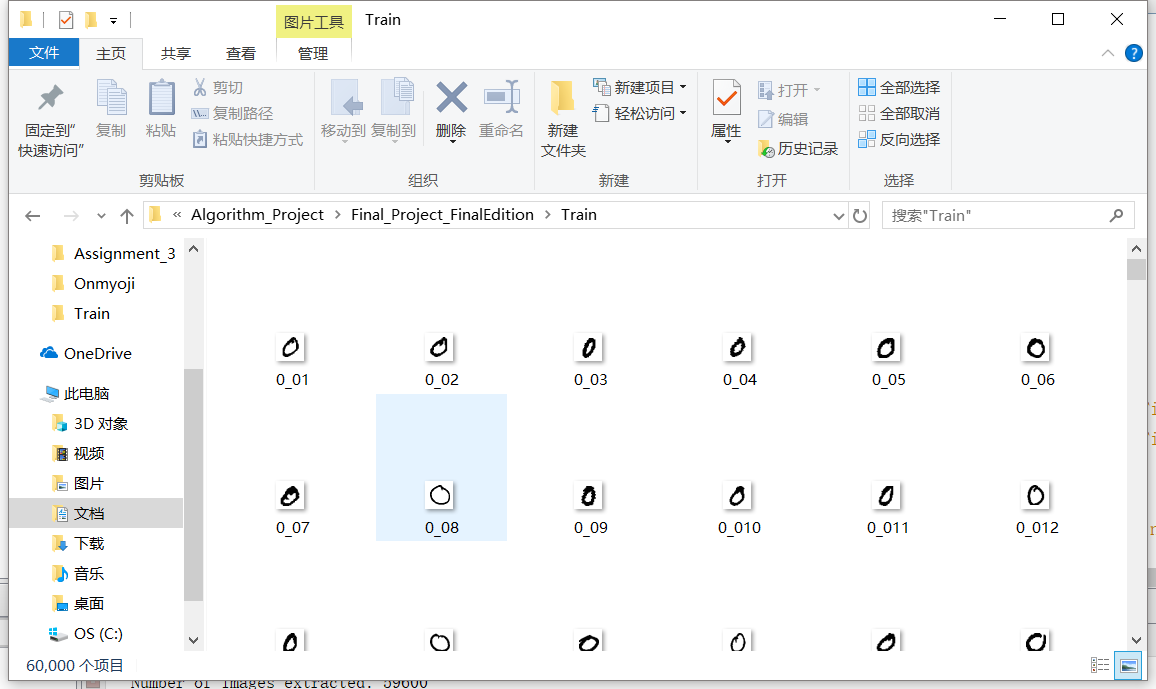 图片工具 Train
文件 主页 共享 查看 管理
固定到“快速访问” 复制 粘贴 剪切 复制路径 粘贴快捷方式
移动到 复制到 删除 重命名
新建文件夹 新建项目 轻松访问
属性 打开 编辑 历史记录
全部选择 全部取消 反向选择
剪贴板 组织 新建 打开 选择
« Algorithm_Project > Final_Project_FinalEdition > Train
搜索"Train"
Assignment_3
Onmyoji
Train
OneDrive
此电脑
3D 对象
视频
图片
文档
下载
音乐
桌面
OS (C:)
0_01 0_02 0_03 0_04 0_05 0_06
0_07 0_08 0_09 0_010 0_011 0_012
60,000 个项目
Number of images extracted: 59600